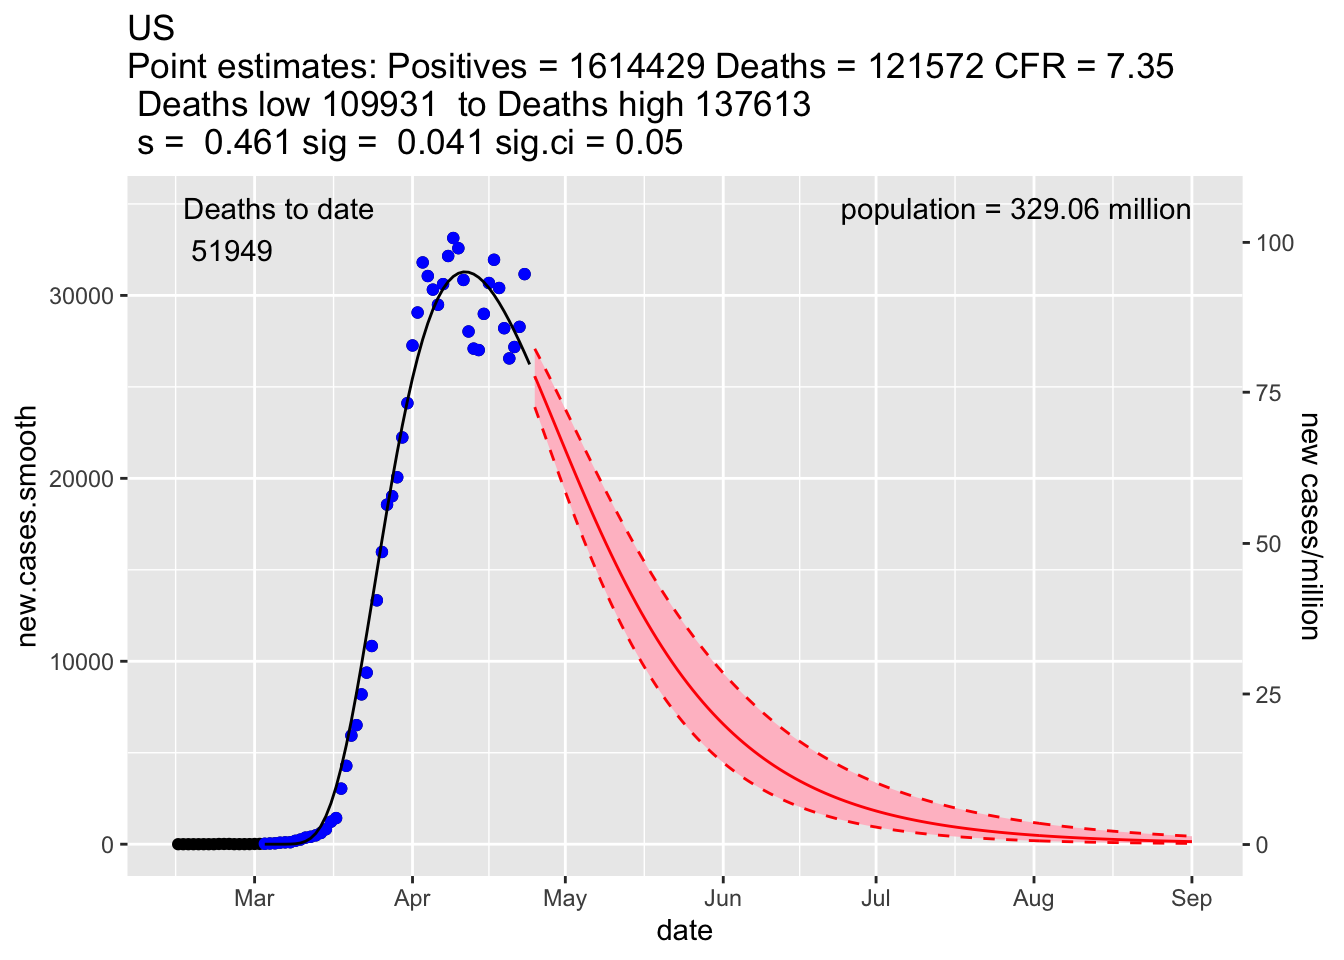 US
Point estimates: Positives = 1614429 Deaths = 121572 CFR = 7.35
Deaths low 109931  to Deaths high 137613
s =  0.461 sig =  0.041 sig.ci = 0.05
Deaths to date
51949
population = 329.06 million
new.cases.smooth
30000
20000
10000
0
100
75
50
25
0
new cases/million
Mar Apr May Jun Jul Aug Sep
date